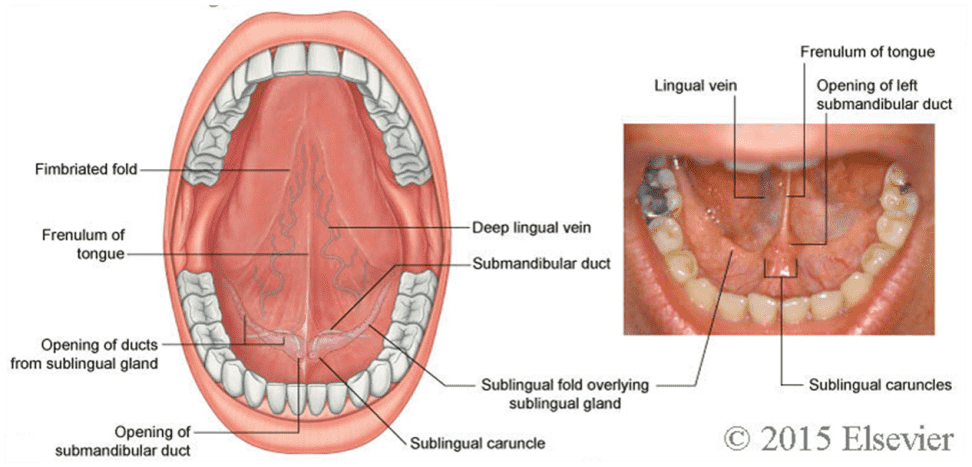 Fimbriated fold
Frenulum of
tongue
Opening of ducts
from sublingual gland
Opening of
submandibular duct
Deep lingual vein
Submandibular duct
Sublingual fold overlying
sublingual gland
Sublingual caruncle
Frenulum of tongue
Lingual vein
Opening of left
submandibular duct
Sublingual caruncles
© 2015 Elsevier